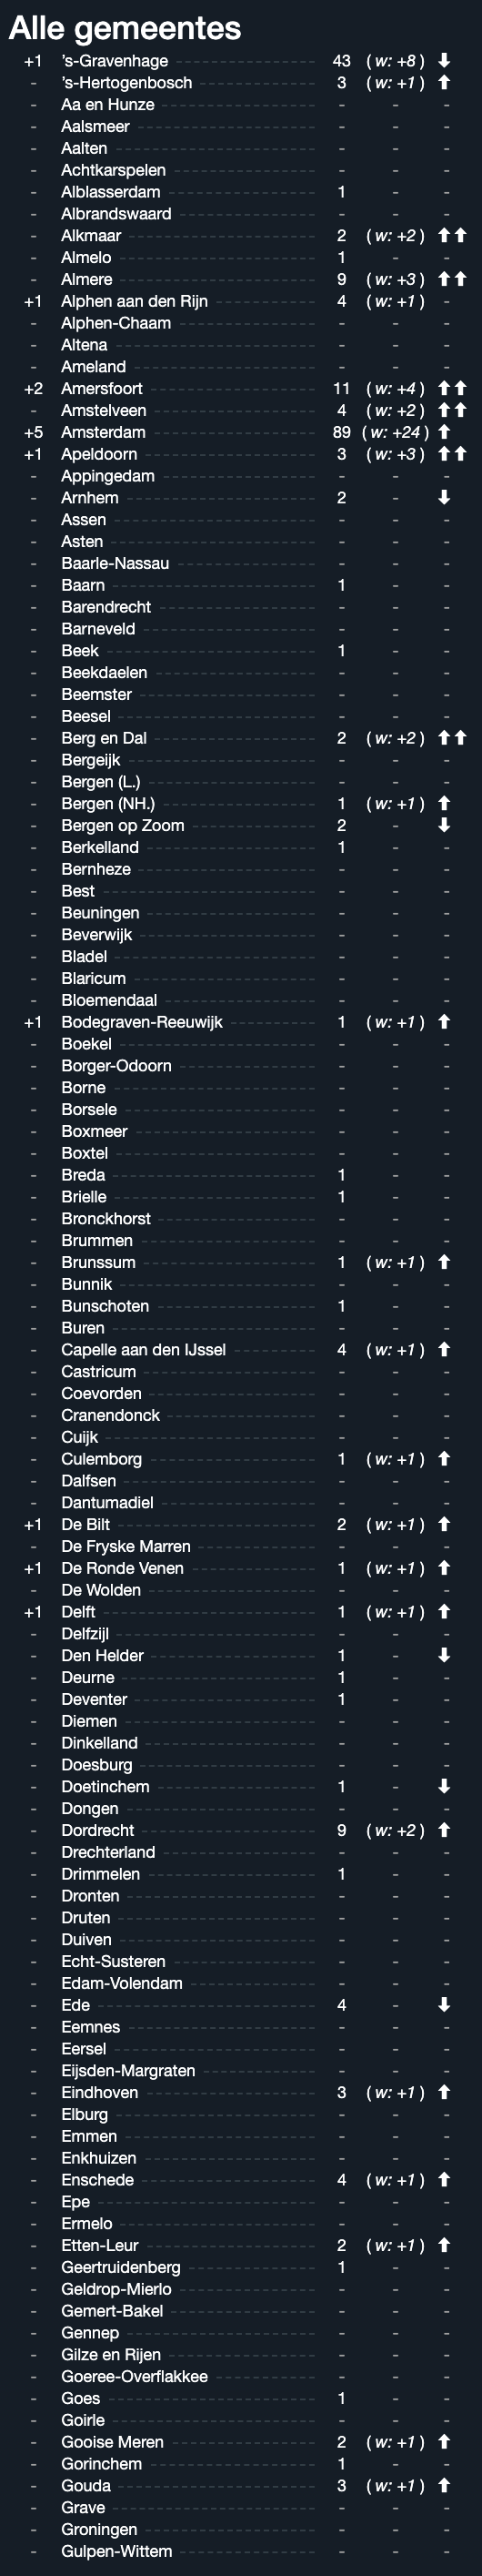 Alle gemeentes
+1 's-Gravenhage 43 ( w: +8 ) ⬇
- 's-Hertogenbosch 3 ( w: +1 ) ⬆
- Aa en Hunze - - -
- Aalsmeer - - -
- Aalten - - -
- Achtkarspelen - - -
- Alblasserdam 1 - -
- Albrandswaard - - -
- Alkmaar 2 ( w: +2 ) ⬆⬆
- Almelo 1 - -
- Almere 9 ( w: +3 ) ⬆⬆
+1 Alphen aan den Rijn 4 ( w: +1 ) -
- Alphen-Chaam - - -
- Altena - - -
- Ameland - - -
+2 Amersfoort 11 ( w: +4 ) ⬆⬆
- Amstelveen 4 ( w: +2 ) ⬆⬆
+5 Amsterdam 89 ( w: +24 ) ⬆
+1 Apeldoorn 3 ( w: +3 ) ⬆⬆
- Appingedam - - -
- Arnhem 2 - ⬇
- Assen - - -
- Asten - - -
- Baarle-Nassau - - -
- Baarn 1 - -
- Barendrecht - - -
- Barneveld - - -
- Beek 1 - -
- Beekdaelen - - -
- Beemster - - -
- Beesel - - -
- Berg en Dal 2 ( w: +2 ) ⬆⬆
- Bergeijk - - -
- Bergen (L.) - - -
- Bergen (NH.) 1 ( w: +1 ) ⬆
- Bergen op Zoom 2 - ⬇
- Berkelland 1 - -
- Bernheze - - -
- Best - - -
- Beuningen - - -
- Beverwijk - - -
- Bladel - - -
- Blaricum - - -
- Bloemendaal - - -
+1 Bodegraven-Reeuwijk 1 ( w: +1 ) ⬆
- Boekel - - -
- Borger-Odoorn - - -
- Borne - - -
- Borsele - - -
- Boxmeer - - -
- Boxtel - - -
- Breda 1 - -
- Brielle 1 - -
- Bronckhorst - - -
- Brummen - - -
- Brunssum 1 ( w: +1 ) ⬆
- Bunnik - - -
- Bunschoten 1 - -
- Buren - - -
- Capelle aan den IJssel 4 ( w: +1 ) ⬆
- Castricum - - -
- Coevorden - - -
- Cranendonck - - -
- Cuijk - - -
- Culemborg 1 ( w: +1 ) ⬆
- Dalfsen - - -
- Dantumadiel - - -
+1 De Bilt 2 ( w: +1 ) ⬆
- De Fryske Marren - - -
+1 De Ronde Venen 1 ( w: +1 ) ⬆
- De Wolden - - -
+1 Delft 1 ( w: +1 ) ⬆
- Delfzijl - - -
- Den Helder 1 - ⬇
- Deurne 1 - -
- Deventer 1 - -
- Diemen - - -
- Dinkelland - - -
- Doesburg - - -
- Doetinchem 1 - ⬇
- Dongen - - -
- Dordrecht 9 ( w: +2 ) ⬆
- Drechterland - - -
- Drimmelen 1 - -
- Dronten - - -
- Druten - - -
- Duiven - - -
- Echt-Susteren - - -
- Edam-Volendam - - -
- Ede 4 - ⬇
- Eemnes - - -
- Eersel - - -
- Eijsden-Margraten - - -
- Eindhoven 3 ( w: +1 ) ⬆
- Elburg - - -
- Emmen - - -
- Enkhuizen - - -
- Enschede 4 ( w: +1 ) ⬆
- Epe - - -
- Ermelo - - -
- Etten-Leur 2 ( w: +1 ) ⬆
- Geertruidenberg 1 - -
- Geldrop-Mierlo - - -
- Gemert-Bakel - - -
- Gennep - - -
- Gilze en Rijen - - -
- Goeree-Overflakkee - - -
- Goes 1 - -
- Goirle - - -
- Gooise Meren 2 ( w: +1 ) ⬆
- Gorinchem 1 - -
- Gouda 3 ( w: +1 ) ⬆
- Grave - - -
- Groningen - - -
- Gulpen-Wittem - - -